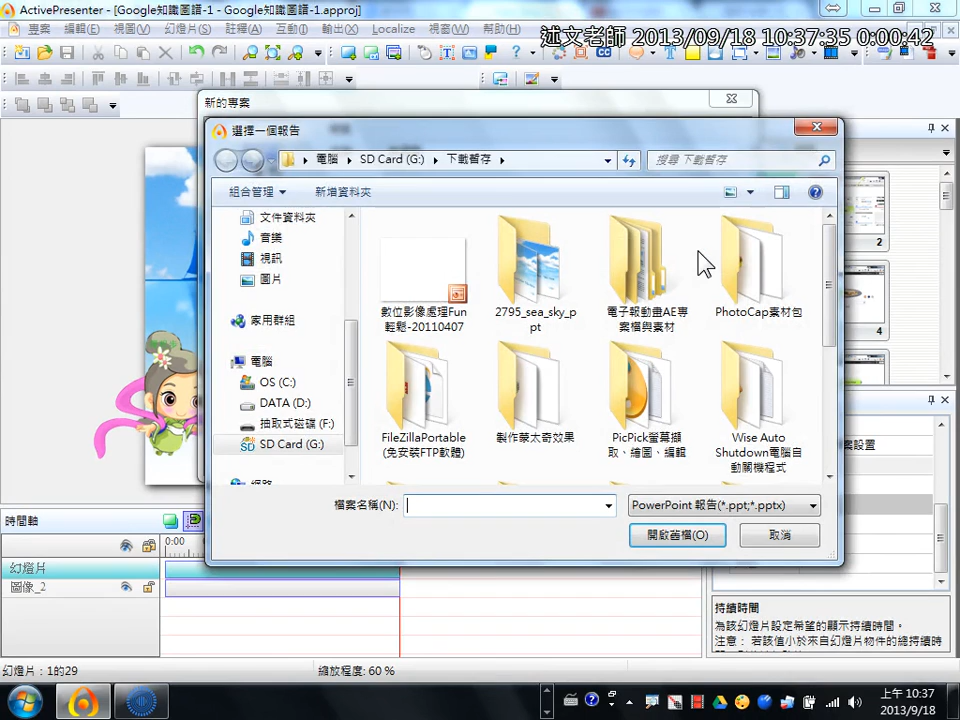 ActivePresenter - [Google知識圖譜-1 - Google知識圖譜-1.approj]
述文老師 2013/09/18 10:37:35 0:00:42
專案 編輯(E) 視圖(V) 幻燈片(S) 註釋(A) 互動(I) 輸出(X) Localize 視窗(W) 幫助(H)
新的專案
選擇一個報告
電腦 SD Card (G:) 下載暫存
搜尋 下載暫存
組合管理 新增資料夾
文件資料夾
音樂
視訊
圖片
家用群組
電腦
OS (C:)
DATA (D:)
抽取式磁碟 (F:)
SD Card (G:)
數位影像處理Fun
輕鬆-20110407
2795_sea_sky_p
pt
電子報動畫AE專
案檔與素材
PhotoCap素材包
FileZillaPortable
(免安裝FTP軟體)
製作蒙太奇效果
PicPick螢幕擷
取、繪圖、編輯
Wise Auto
Shutdown電腦自
動關機程式
檔案名稱(N):
PowerPoint 報告(*.ppt;*.pptx)
開啟舊檔(O) 取消
2
4
案設置
時間軸
0:00
幻燈片
圖像_2
持續時間
為該幻燈片設定希望的顯示持續時間。
注意： 若該值小於來自幻燈片物件的總持續時
幻燈片：1的29
縮放程度: 60 %
上午 10:37
2013/9/18